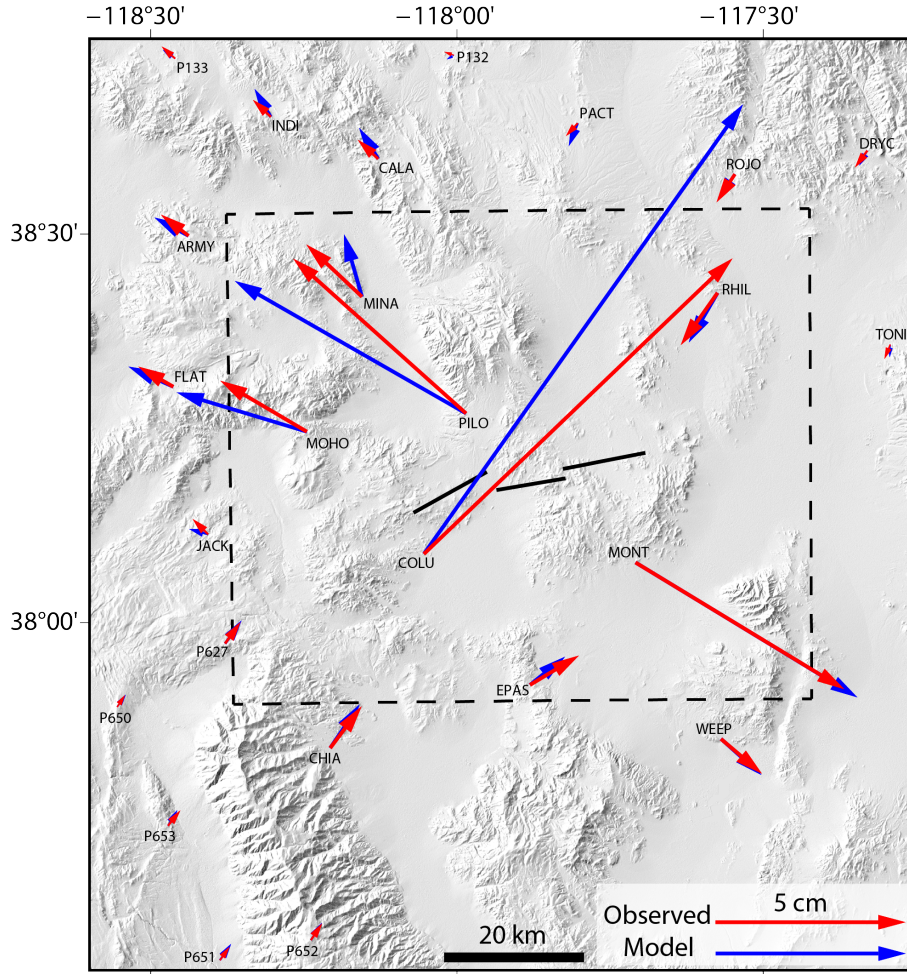 −118°30' −118°00' −117°30'
P133
P132
INDI
PACT
CALA
DRYC
ROJO
38°30'
ARMY
RHIL
MINA
TONI
FLAT
PILO
MOHO
JACK
MONT
COLU
38°00'
P627
EPAS
P650
WEEP
CHIA
P653
5 cm
Observed
20 km
Model
P652
P651